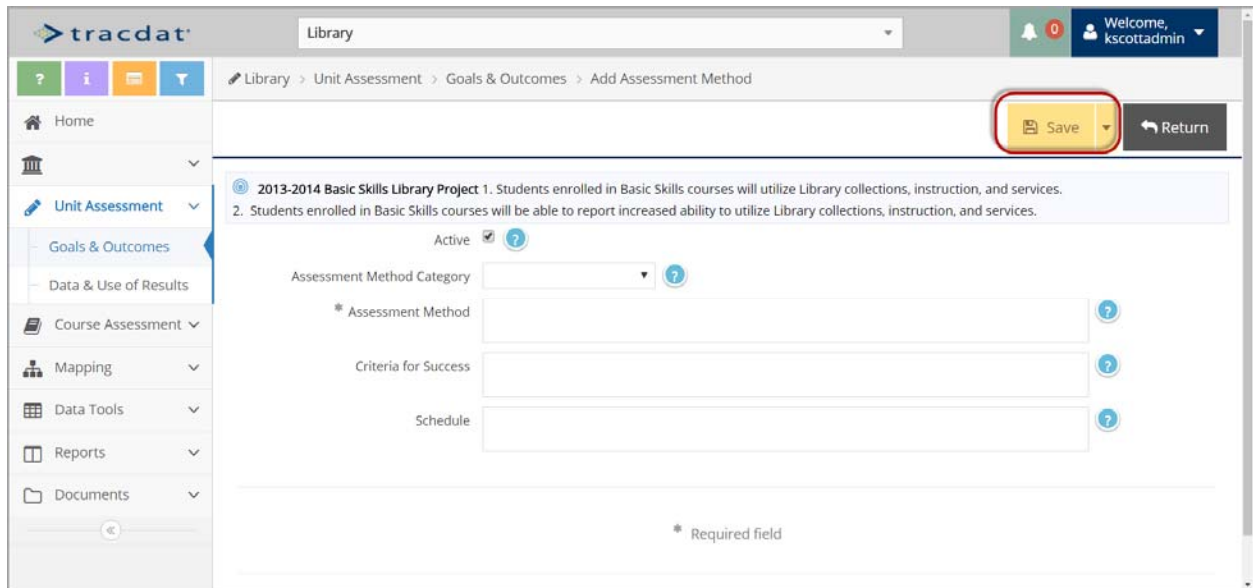 tracdat
Library
0
Welcome,
kscottadmin
?
i
Library > Unit Assessment > Goals & Outcomes > Add Assessment Method
Home
Save
Return
Unit Assessment
Goals & Outcomes
Data & Use of Results
Course Assessment
Mapping
Data Tools
Reports
Documents
2013-2014 Basic Skills Library Project 1. Students enrolled in Basic Skills courses will utilize Library collections, instruction, and services.
2. Students enrolled in Basic Skills courses will be able to report increased ability to utilize Library collections, instruction, and services.
Active ?
Assessment Method Category ?
* Assessment Method ?
Criteria for Success ?
Schedule ?
* Required field